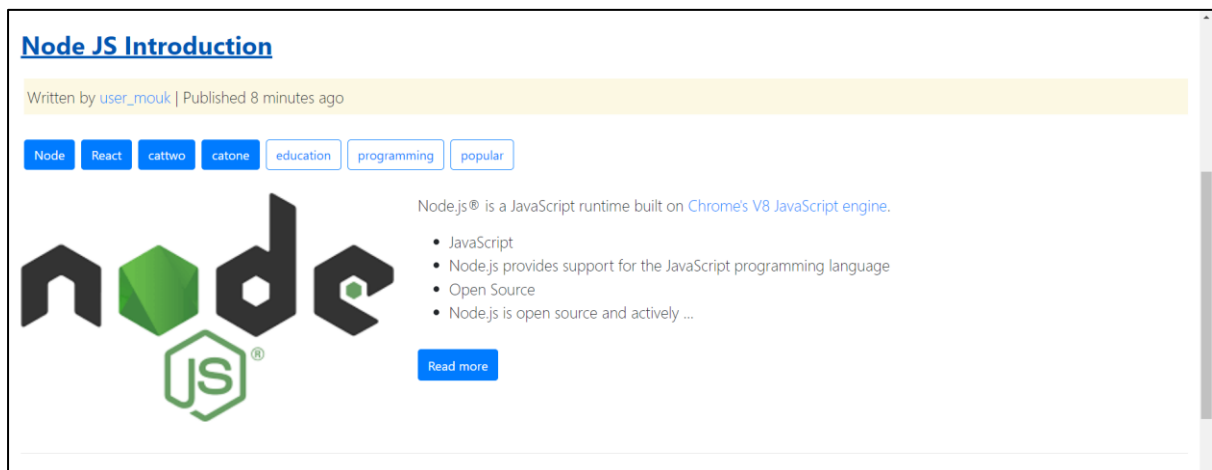 Node JS Introduction
Written by user_mouk | Published 8 minutes ago
Node React cattwo catone education programming popular
node
JS®
Node.js® is a JavaScript runtime built on Chrome's V8 JavaScript engine.
• JavaScript
• Node.js provides support for the JavaScript programming language
• Open Source
• Node.js is open source and actively ...
Read more